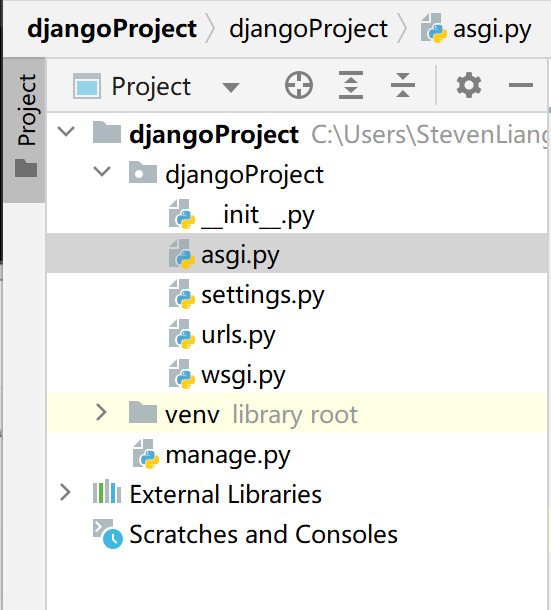 djangoProject djangoProject asgi.py
Project
Project
djangoProject C:\Users\StevenLiang
djangoProject
__init__.py
asgi.py
settings.py
urls.py
wsgi.py
venv library root
manage.py
External Libraries
Scratches and Consoles